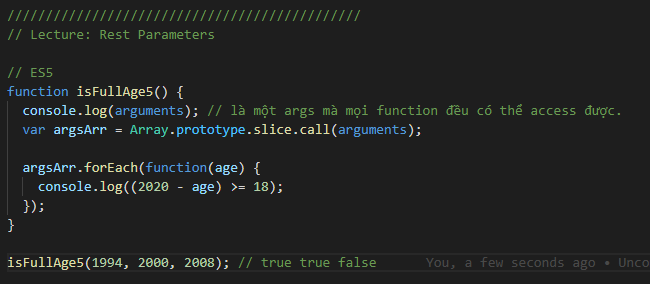 //////////////////////////////////////////////
// Lecture: Rest Parameters
// ES5
function isFullAge5() {
console.log(arguments); // là một args mà mọi function đều có thể access được.
var argsArr = Array.prototype.slice.call(arguments);
argsArr.forEach(function(age) {
console.log((2020 - age) >= 18);
});
}
isFullAge5(1994, 2000, 2008); // true true false You, a few seconds ago • Unco